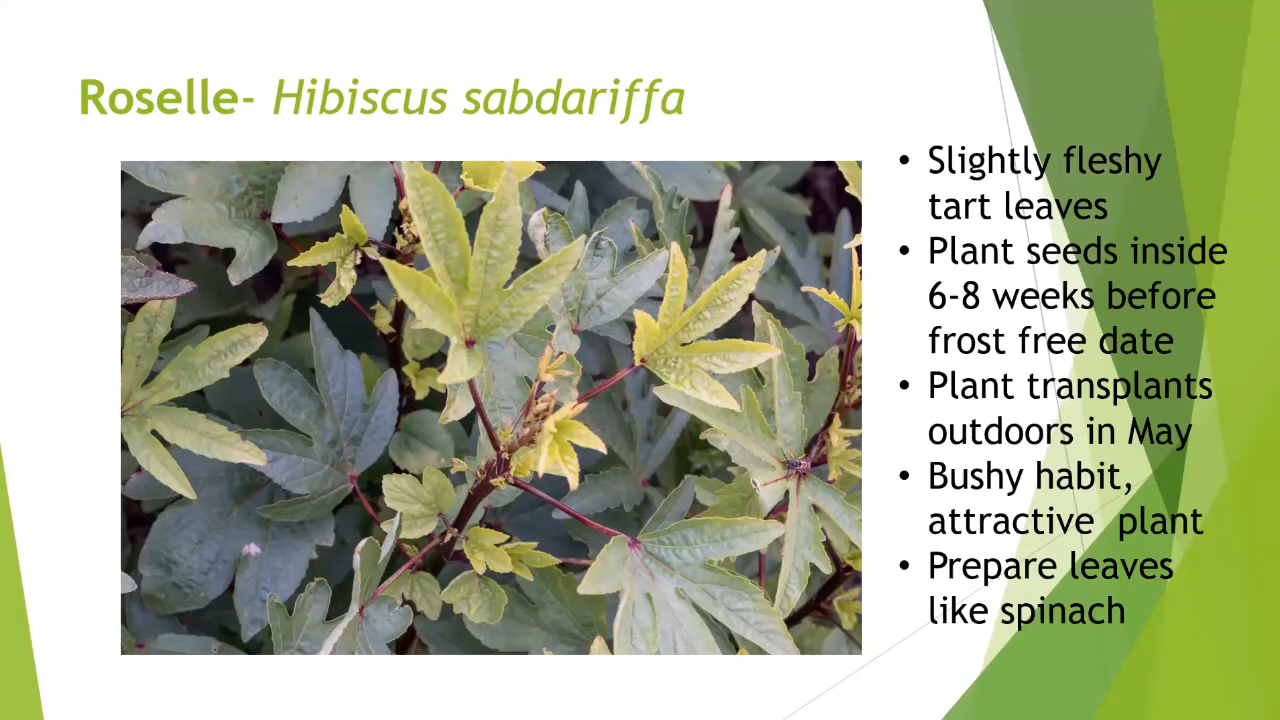 Roselle- Hibiscus sabdariffa
• Slightly fleshy
tart leaves
• Plant seeds inside
6-8 weeks before
frost free date
• Plant transplants
outdoors in May
• Bushy habit,
attractive  plant
• Prepare leaves
like spinach